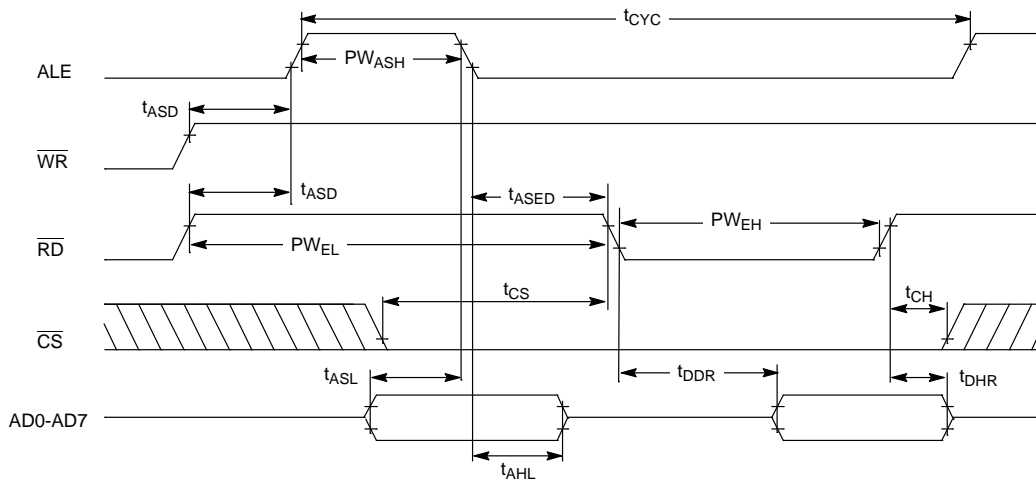 tCYC
ALE
PWASH
tASD
WR
tASD
tASED
RD
PWEL
PWEH
tCS
tCH
CS
tASL
tDDR
tDHR
AD0-AD7
tAHL